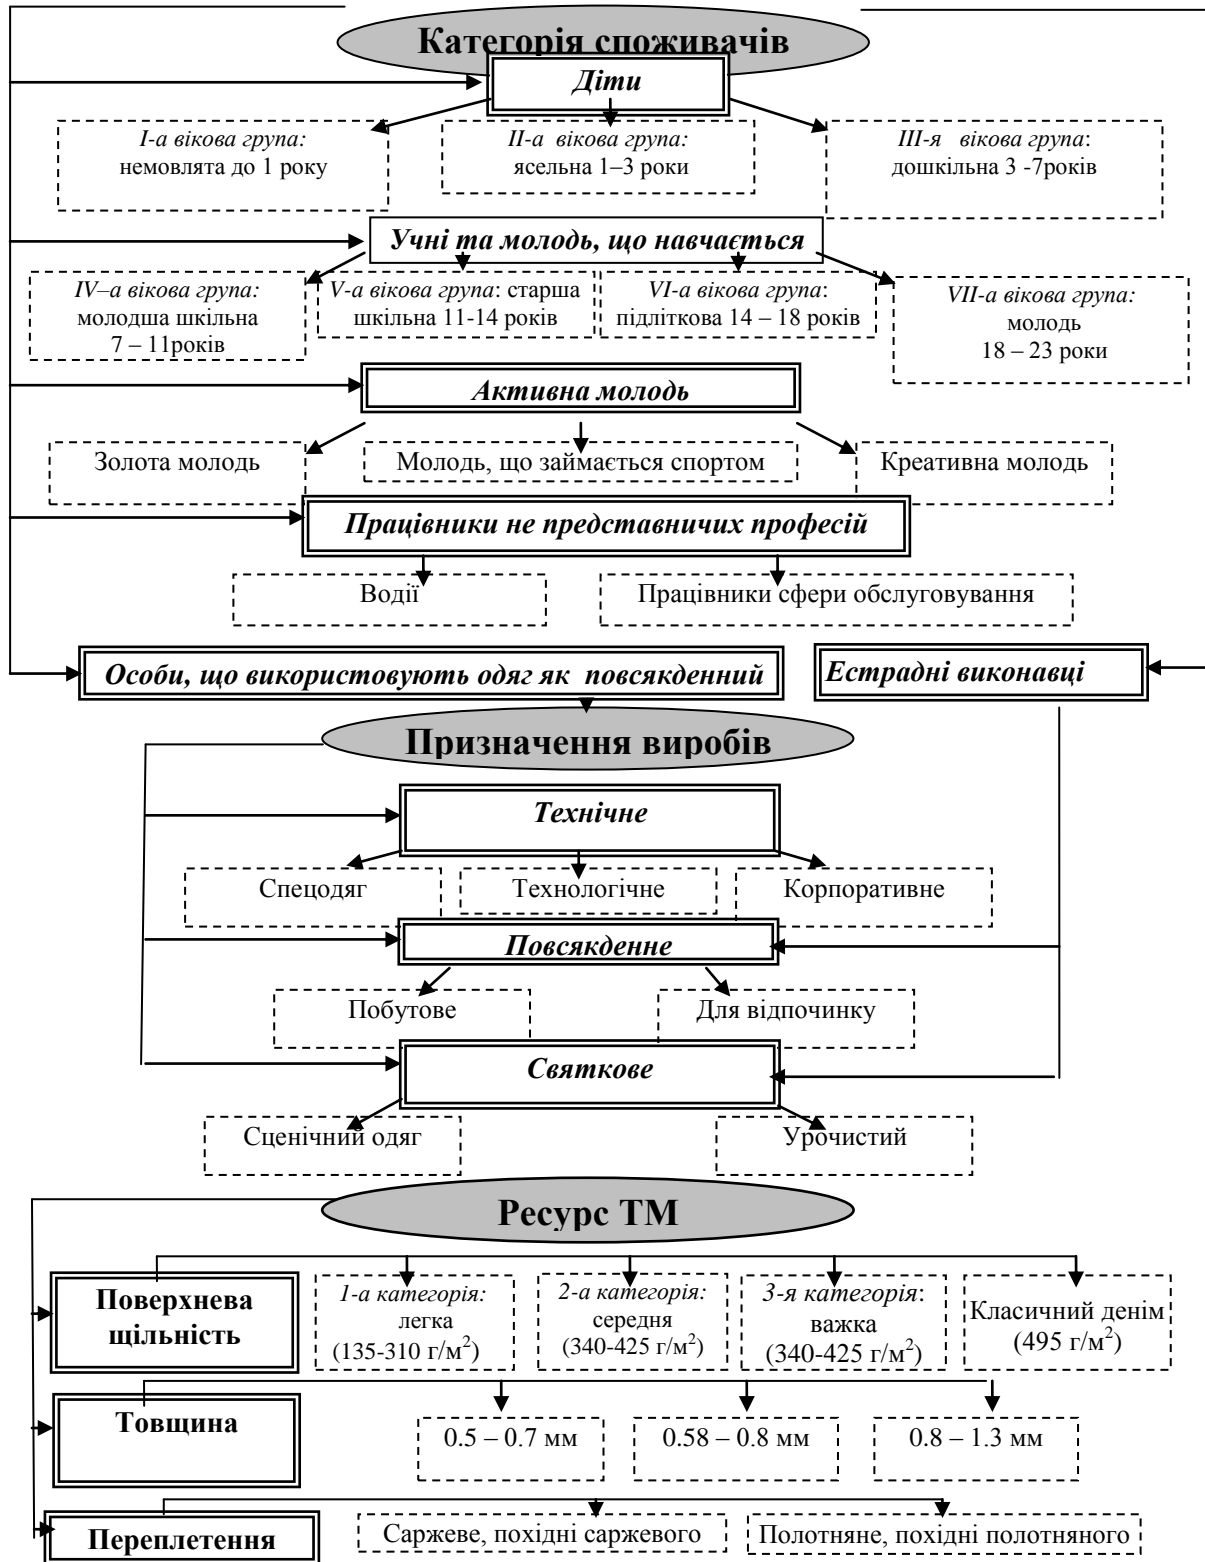 Категорія споживачів
Діти
І-а вікова група:
немовлята до 1 року
ІІ-а вікова група:
ясельна 1–3 роки
ІІІ-я вікова група:
дошкільна 3 -7років
Учні та молодь, що навчається
IV–а вікова група:
молодша шкільна
7 – 11років
V-а вікова група: старша
шкільна 11-14 років
VI-а вікова група:
підліткова 14 – 18 років
VII-а вікова група:
молодь
18 – 23 роки
Активна молодь
Золота молодь
Молодь, що займається спортом
Креативна молодь
Працівники не представничих професій
Водії
Працівники сфери обслуговування
Особи, що використовують одяг як повсякденний
Естрадні виконавці
Призначення виробів
Технічне
Спецодяг
Технологічне
Корпоративне
Повсякденне
Побутове
Для відпочинку
Святкове
Сценічний одяг
Урочистий
Ресурс ТМ
Поверхнева
щільність
1-а категорія:
легка
(135-310 г/м²)
2-а категорія:
середня
(340-425 г/м²)
3-я категорія:
важка
(340-425 г/м²)
Класичний денім
(495 г/м²)
Товщина
0.5 – 0.7 мм
0.58 – 0.8 мм
0.8 – 1.3 мм
Переплетення
Саржеве, похідні саржевого
Полотняне, похідні полотняного